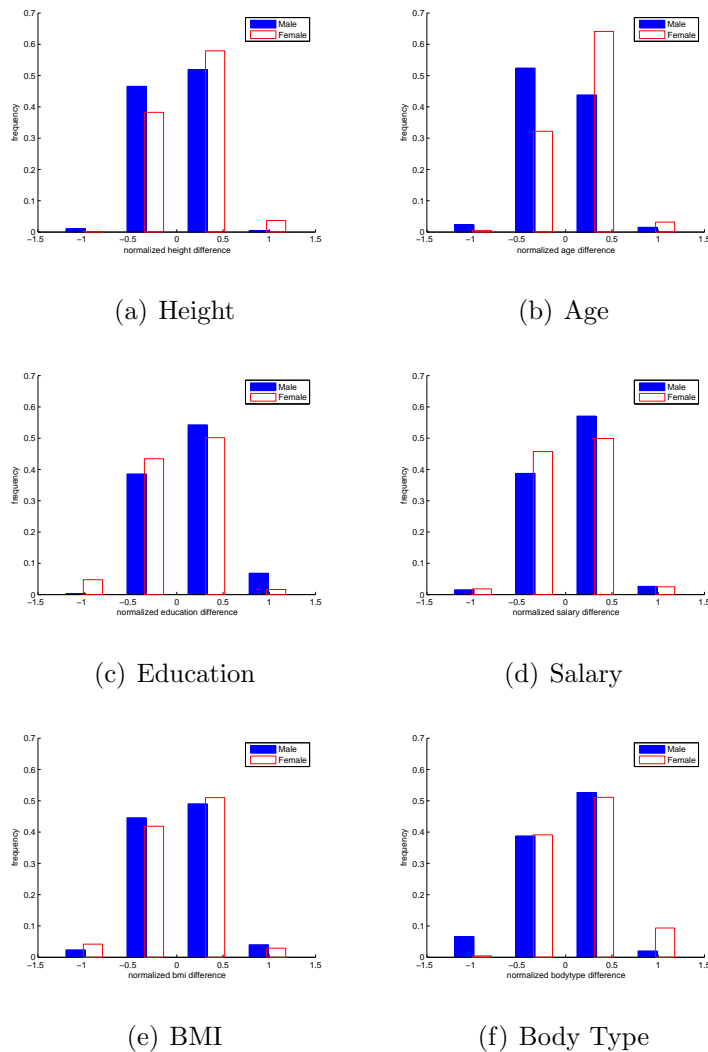 0.7
0.6
0.5
0.4
0.3
0.2
0.1
0
frequency
Male
Female
−1.5 −1 −0.5 0 0.5 1 1.5
normalized height difference
(a) Height
0.7
0.6
0.5
0.4
0.3
0.2
0.1
0
frequency
Male
Female
−1.5 −1 −0.5 0 0.5 1 1.5
normalized age difference
(b) Age
0.7
0.6
0.5
0.4
0.3
0.2
0.1
0
frequency
Male
Female
−1.5 −1 −0.5 0 0.5 1 1.5
normalized education difference
(c) Education
0.7
0.6
0.5
0.4
0.3
0.2
0.1
0
frequency
Male
Female
−1.5 −1 −0.5 0 0.5 1 1.5
normalized salary difference
(d) Salary
0.7
0.6
0.5
0.4
0.3
0.2
0.1
0
frequency
Male
Female
−1.5 −1 −0.5 0 0.5 1 1.5
normalized bmi difference
(e) BMI
0.7
0.6
0.5
0.4
0.3
0.2
0.1
0
frequency
Male
Female
−1.5 −1 −0.5 0 0.5 1 1.5
normalized bodytype difference
(f) Body Type